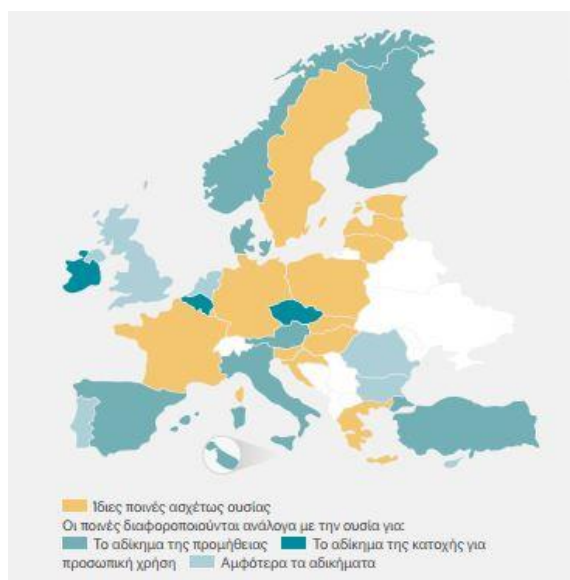 Ίδιες ποινές ασχέτως ουσίας
Οι ποινές διαφοροποιούνται ανάλογα με την ουσία για:
Το αδίκημα της προμήθειας Το αδίκημα της κατοχής για
προσωπική χρήση Αμφότερα τα αδικήματα